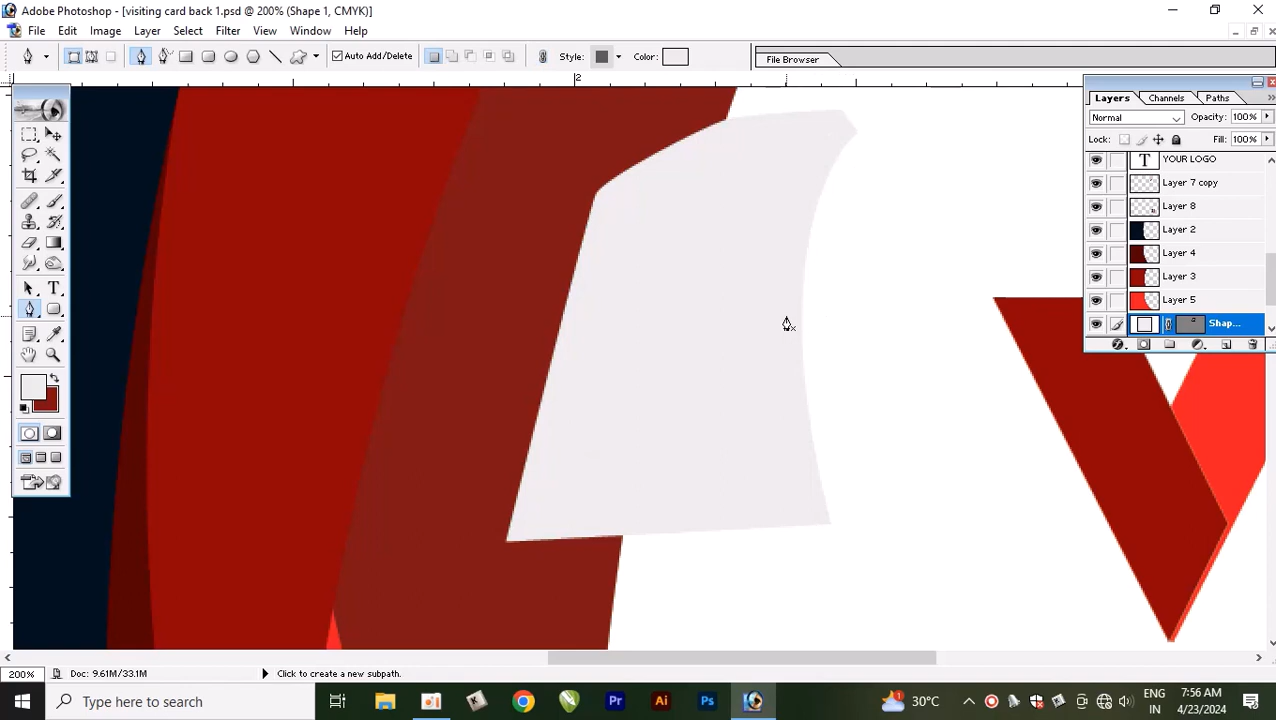 Adobe Photoshop - [visiting card back 1.psd @ 200% (Shape 1, CMYK)]
File Edit Image Layer Select Filter View Window Help
Auto Add/Delete Style: Color: File Browser
2
Layers Channels Paths
Normal Opacity: 100%
Lock: Fill: 100%
T YOUR LOGO
Layer 7 copy
Layer 8
Layer 2
Layer 4
Layer 3
Layer 5
Shap...
200% Doc: 9.61M/33.1M Click to create a new subpath.
Type here to search
Pr Ai Ps
1 30°C
ENG
IN
7:56 AM
4/23/2024